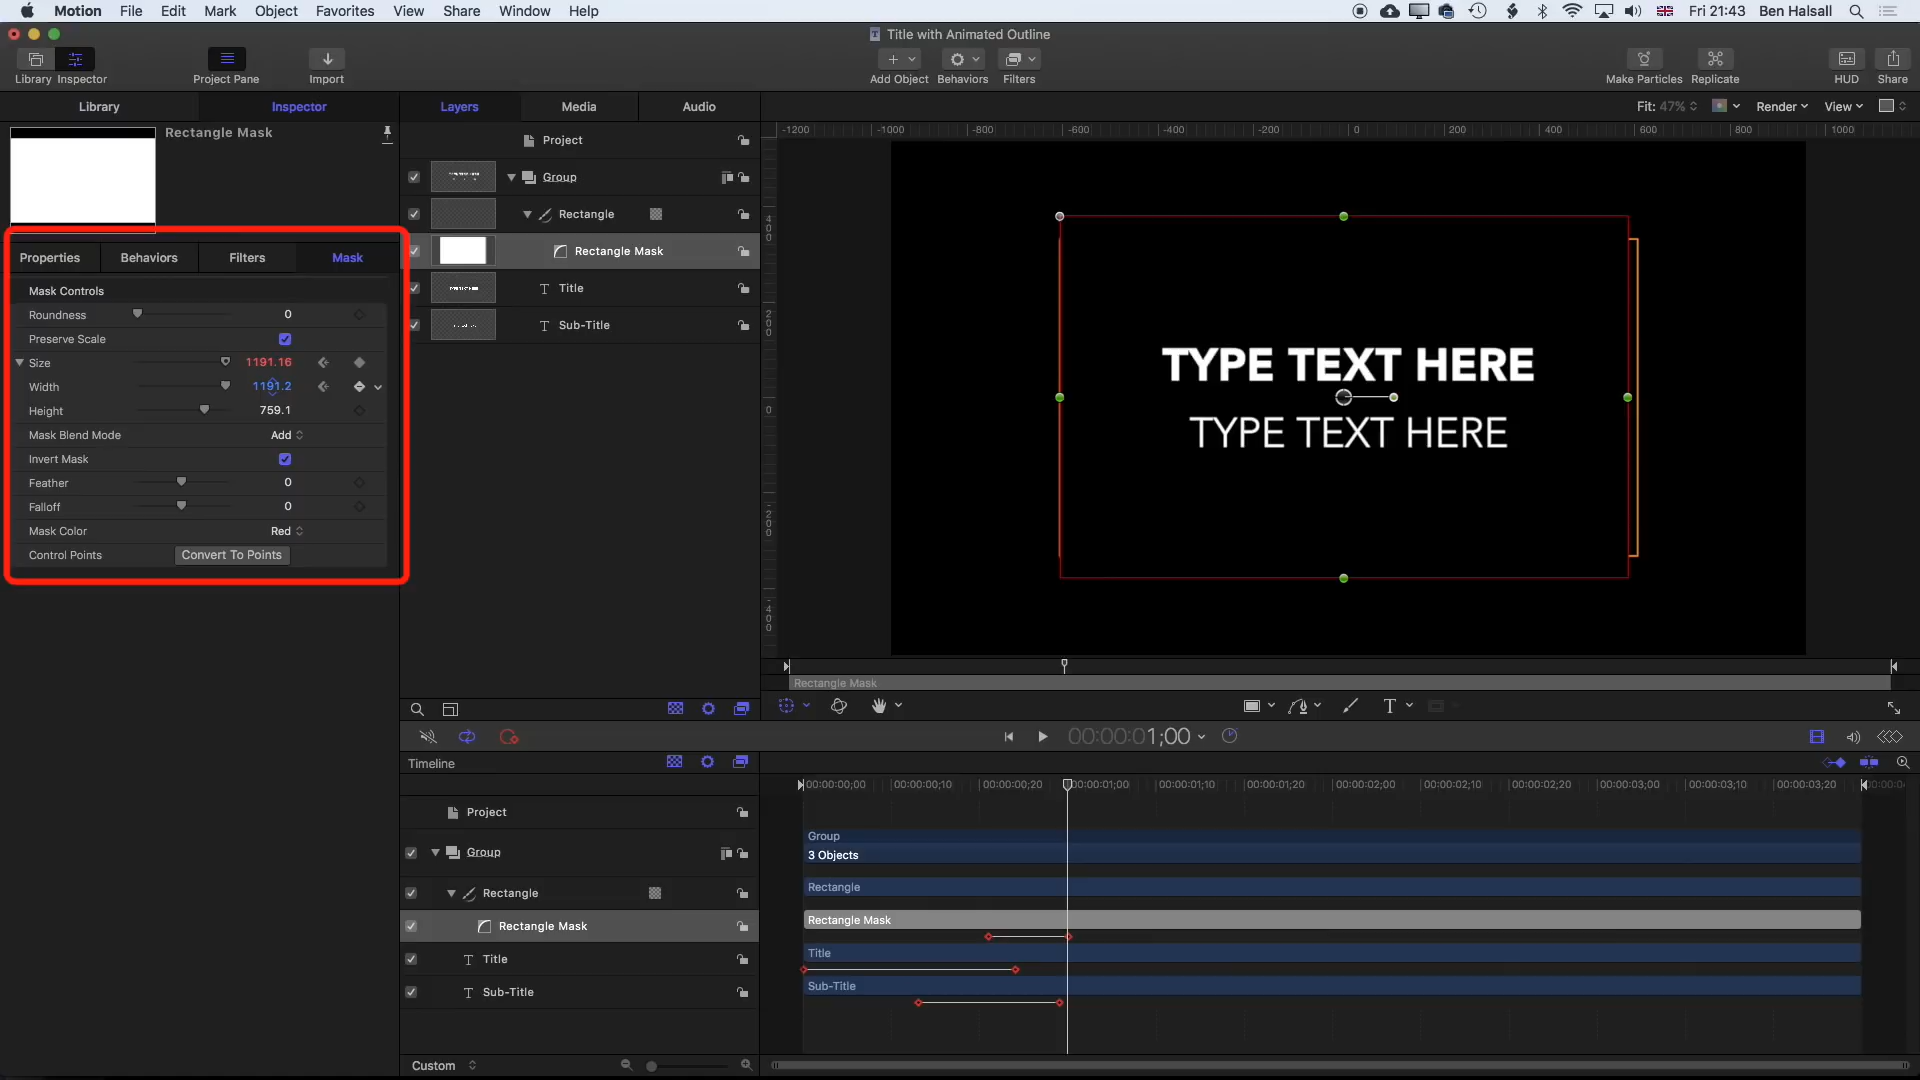 Motion File Edit Mark Object Favorites View Share Window Help Fri 21:43 Ben Halsall
Title with Animated Outline
Library Inspector Project Pane Import Add Object Behaviors Filters Make Particles Replicate HUD Share
Library Inspector Layers Media Audio Fit: 47% Render View
Rectangle Mask
Properties Behaviors Filters Mask
Mask Controls
Roundness 0
Preserve Scale
Size 1191.16
Width 1191.2
Height 759.1
Mask Blend Mode Add
Invert Mask
Feather 0
Falloff 0
Mask Color Red
Control Points Convert To Points
Project
Group
Rectangle
Rectangle Mask
Title
Sub-Title
-1200 -1000 -800 -600 -400 -200 0 200 400 600 800 1000
400
200
0
-200
-400
TYPE TEXT HERE
TYPE TEXT HERE
Rectangle Mask
T
00:00:01;00
Timeline
00:00:00;00 00:00:00;10 00:00:00;20 00:00:01;00 00:00:01;10 00:00:01;20 00:00:02;00 00:00:02;10 00:00:02;20 00:00:03;00 00:00:03;10 00:00:03;20
Project
Group
Rectangle
Rectangle Mask
Title
Sub-Title
Group
3 Objects
Rectangle
Rectangle Mask
Title
Sub-Title
Custom